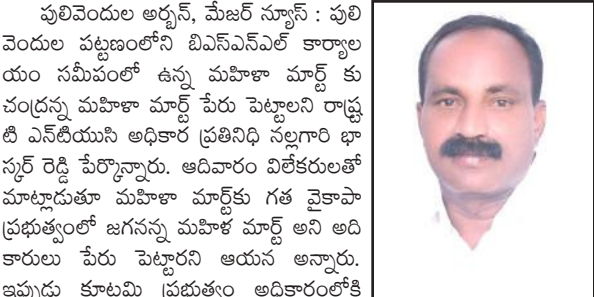 పులివెందుల అర్బన్, మేజర్ న్యూస్ : పులి
వెందుల పట్టణంలోని బిఎస్ఎన్ఎల్ కార్యాల
యం సమీపంలో ఉన్న మహిళా మార్ట్ కు
చంద్రన్న మహిళా మార్ట్ పేరు పెట్టాలని రాష్ట్ర
టి ఎన్‌టియుసి అధికార ప్రతినిధి నల్లగారి భా
స్కర్ రెడ్డి పేర్కొన్నారు. ఆదివారం విలేకరులతో
మాట్లాడుతూ మహిళా మార్ట్‌కు గత వైకాపా
ప్రభుత్వంలో జగనన్న మహిళ మార్ట్ అని అది
కారులు పేరు పెట్టారని ఆయన అన్నారు.
ఇప్పుడు కూటమి ప్రభుత్వం అధికారంలోకి